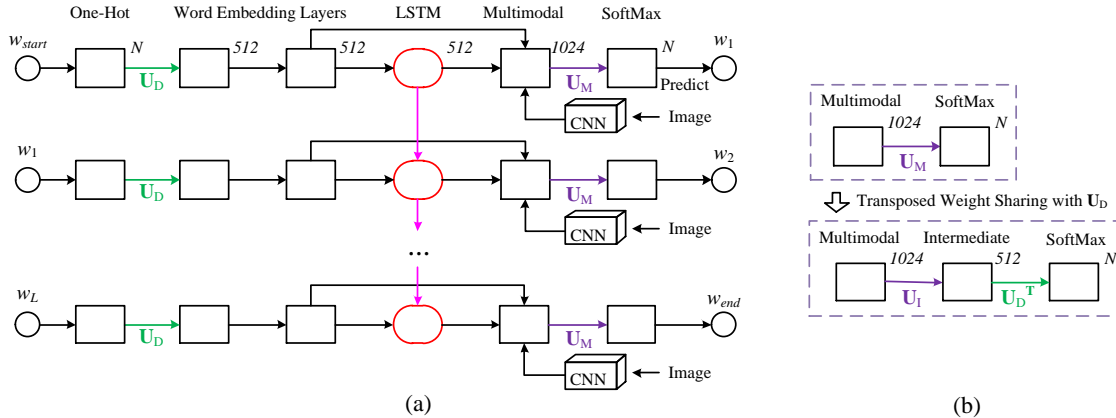 One-Hot Word Embedding Layers LSTM Multimodal SoftMax
w_start N 512 512 512 1024 N w_1
U_D U_M Predict
CNN Image
w_1 w_2
U_D U_M
CNN Image
...
w_L w_end
U_D U_M
CNN Image
(a)
Multimodal SoftMax
1024 N
U_M
Transposed Weight Sharing with U_D
Multimodal Intermediate SoftMax
1024 512 N
U_I U_D^T
(b)